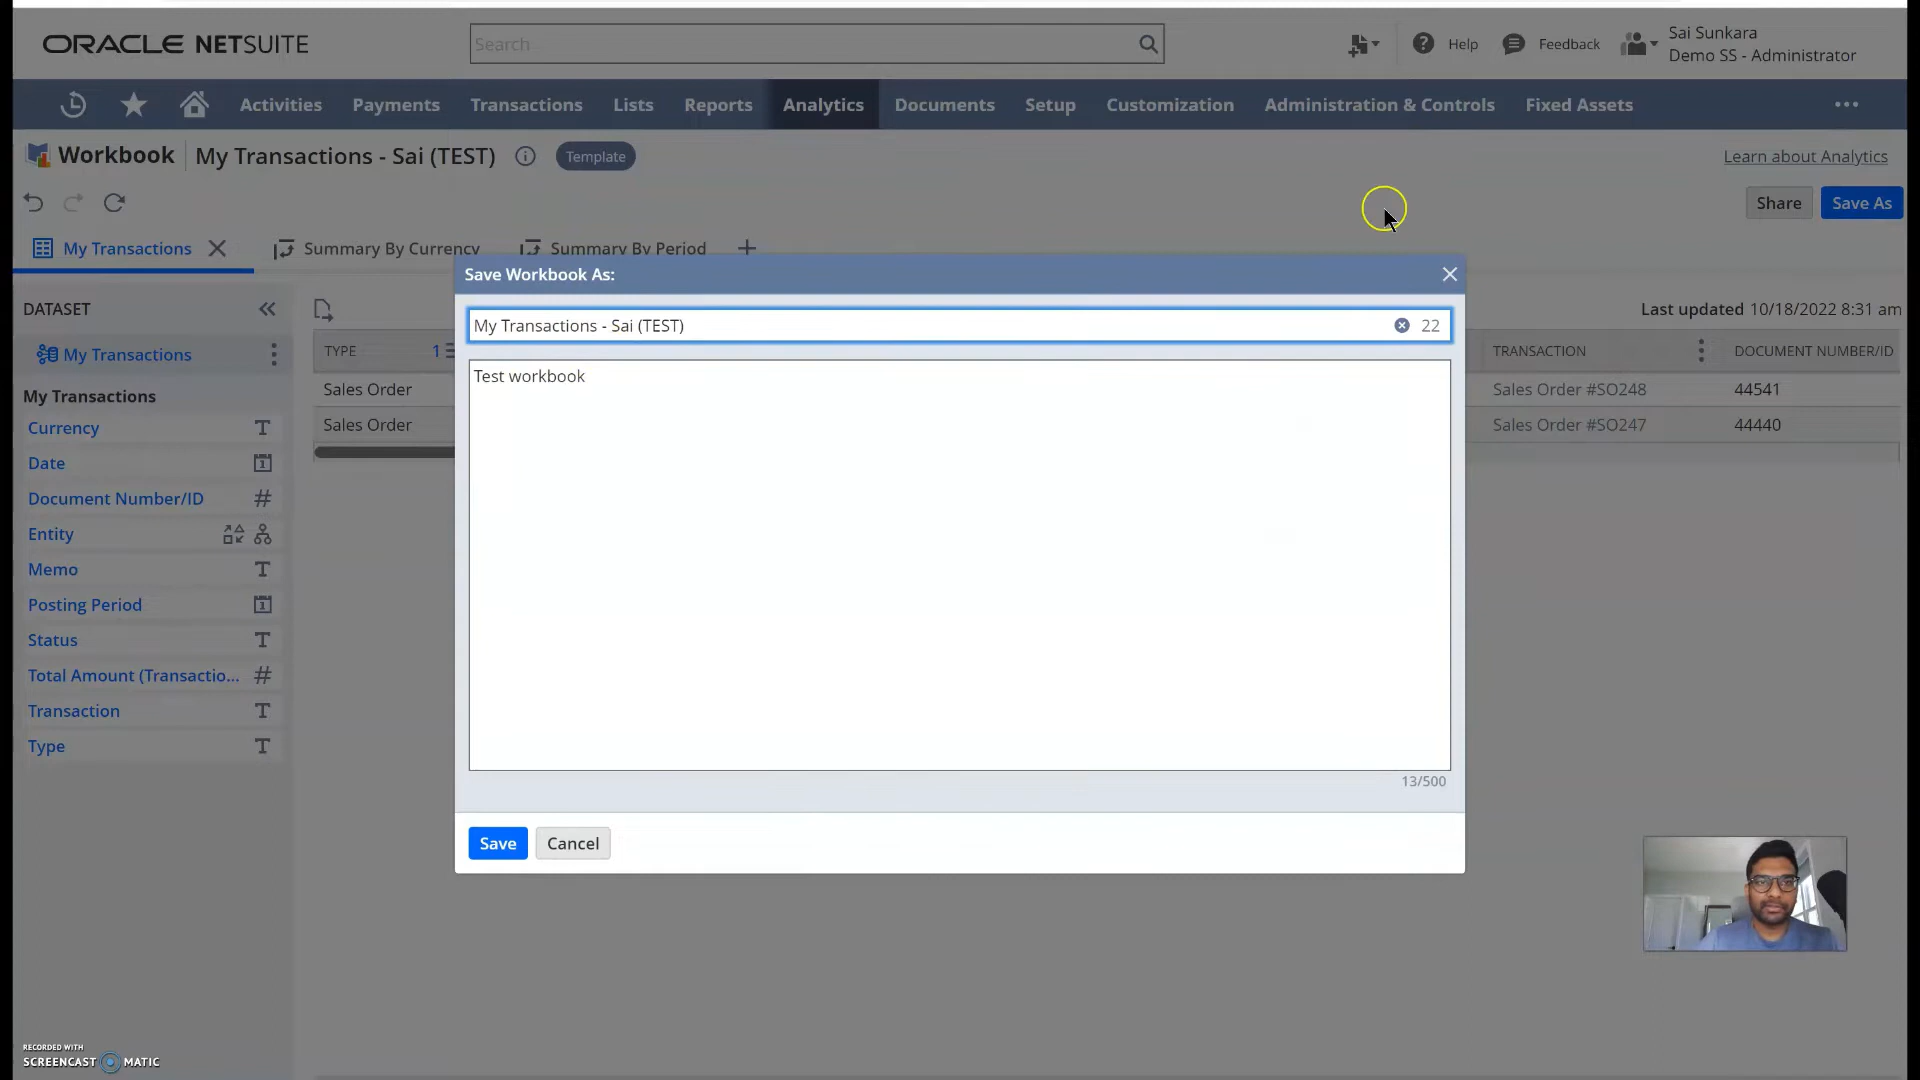 ORACLE NETSUITE
Search
Help
Feedback
Sai Sunkara
Demo SS - Administrator
Activities
Payments
Transactions
Lists
Reports
Analytics
Documents
Setup
Customization
Administration & Controls
Fixed Assets
Workbook
My Transactions - Sai (TEST)
Template
Learn about Analytics
Share
Save As
My Transactions
Summary By Currency
Summary By Period
Save Workbook As:
DATASET
Last updated 10/18/2022 8:31 am
My Transactions - Sai (TEST)
22
My Transactions
TYPE
1
TRANSACTION
DOCUMENT NUMBER/ID
Test workbook
Sales Order
Sales Order #SO248
44541
My Transactions
Sales Order
Sales Order #SO247
44440
Currency
Date
Document Number/ID
Entity
Memo
Posting Period
Status
Total Amount (Transactio...
Transaction
Type
13/500
Save
Cancel
RECORDED WITH
SCREENCAST MATIC